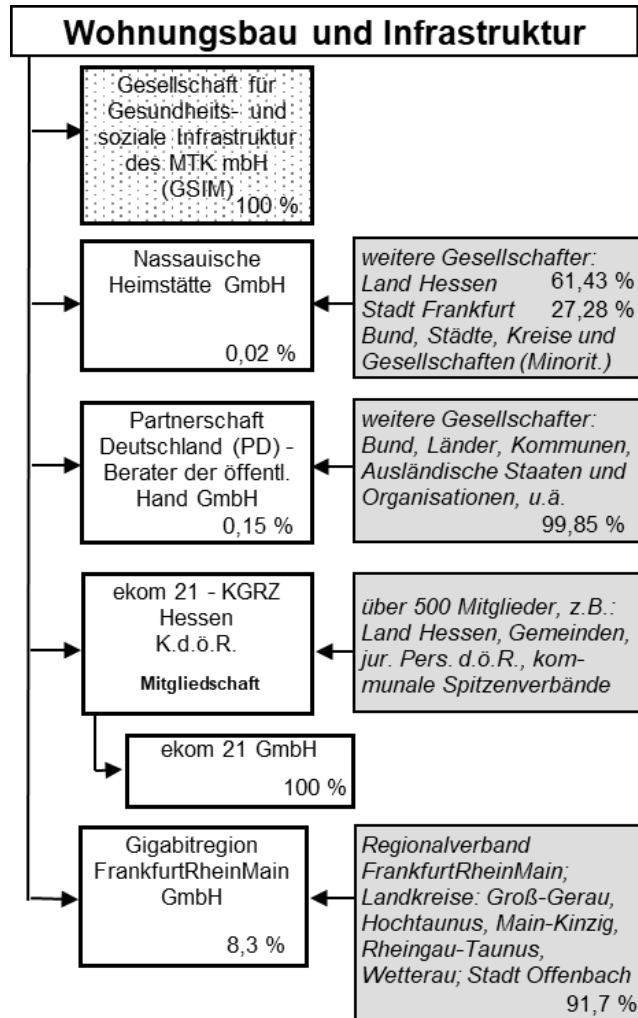 Wohnungsbau und Infrastruktur
Gesellschaft für
Gesundheits- und
soziale Infrastruktur
des MTK mbH
(GSIM)
100 %
Nassauische
Heimstätte GmbH
0,02 %
weitere Gesellschafter:
Land Hessen 61,43 %
Stadt Frankfurt 27,28 %
Bund, Städte, Kreise und
Gesellschaften (Minorit.)
Partnerschaft
Deutschland (PD) -
Berater der öffentl.
Hand GmbH
0,15 %
weitere Gesellschafter:
Bund, Länder, Kommunen,
Ausländische Staaten und
Organisationen, u.ä.
99,85 %
ekom 21 - KGRZ
Hessen
K.d.ö.R.
Mitgliedschaft
über 500 Mitglieder, z.B.:
Land Hessen, Gemeinden,
jur. Pers. d.ö.R., kom-
munale Spitzenverbände
ekom 21 GmbH
100 %
Gigabitregion
FrankfurtRheinMain
GmbH
8,3 %
Regionalverband
FrankfurtRheinMain;
Landkreise: Groß-Gerau,
Hochtaunus, Main-Kinzig,
Rheingau-Taunus,
Wetterau; Stadt Offenbach
91,7 %